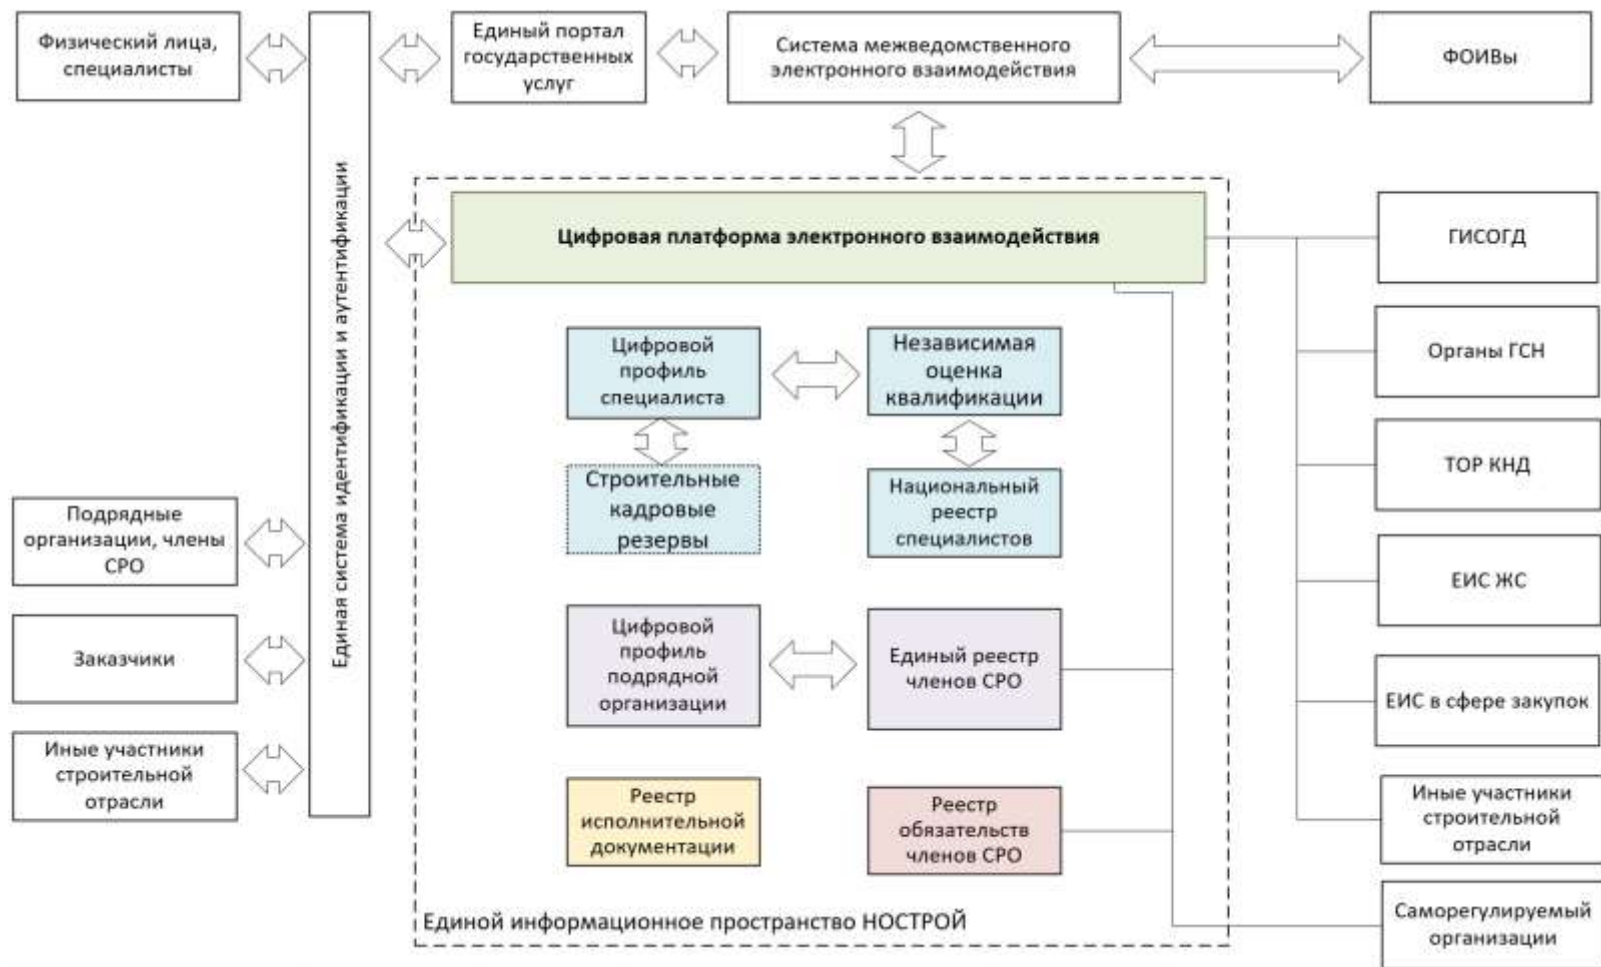 Физический лица,
специалисты
Единый портал
государственных
услуг
Система межведомственного
электронного взаимодействия
ФОИВы
Единая система идентификации и аутентификации
Цифровая платформа электронного взаимодействия
ГИСОГД
Органы ГСН
ТОР КНД
ЕИС ЖС
ЕИС в сфере закупок
Иные участники
строительной
отрасли
Саморегулируемый
организации
Цифровой
профиль
специалиста
Независимая
оценка
квалификации
Строительные
кадровые
резервы
Национальный
реестр
специалистов
Подрядные
организации, члены
СРО
Заказчики
Иные участники
строительной
отрасли
Цифровой
профиль
подрядной
организации
Единый реестр
членов СРО
Реестр
исполнительной
документации
Реестр
обязательств
членов СРО
Единой информационное пространство НОСТРОЙ